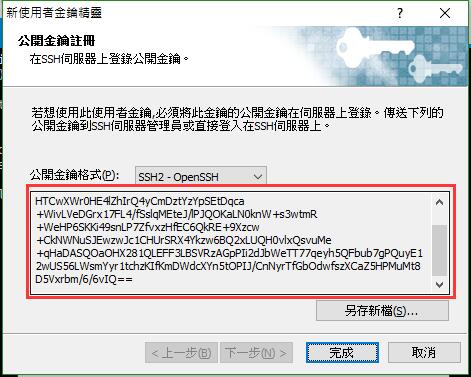 新使用者金鑰精靈
公開金鑰註冊
在SSH伺服器上登錄公開金鑰。
若想使用此使用者金鑰,必須將此金鑰的公開金鑰在伺服器上登錄。傳送下列的
公開金鑰到SSH伺服器管理員或直接登入在SSH伺服器上。
公開金鑰格式(P): SSH2 - OpenSSH
HTCwXWr0HE4lZhIrQ4yCmDztYzYpSEtDqca
+WivLVeDGrx17FL4/fSslqMEteJ/lPJQOKaLN0knW+s3wtmR
+WeHP6SKKi49snLP7ZfvxzHfEC6QkRE+9Xzcw
+CkNWNuSJEwzwJc1CHUrSRX4Ykzw6BQ2xLUQH0vlxQsvuMe
+qHaDASQOaOHX281QLEFF3LBSVRzAGpPIi2dJbWeTT77qeyh5QFbub7gPQuyE1
2wUS56LWsmYyr1tchzKIfKmDWdcXYn5tOPIJ/CnNyrTfGbOdwfszXCaZ5HPMuMt8
D5Vxrbm/6/6vIQ==
另存新檔(S)...
< 上一步(B) 下一步(N) > 完成 取消